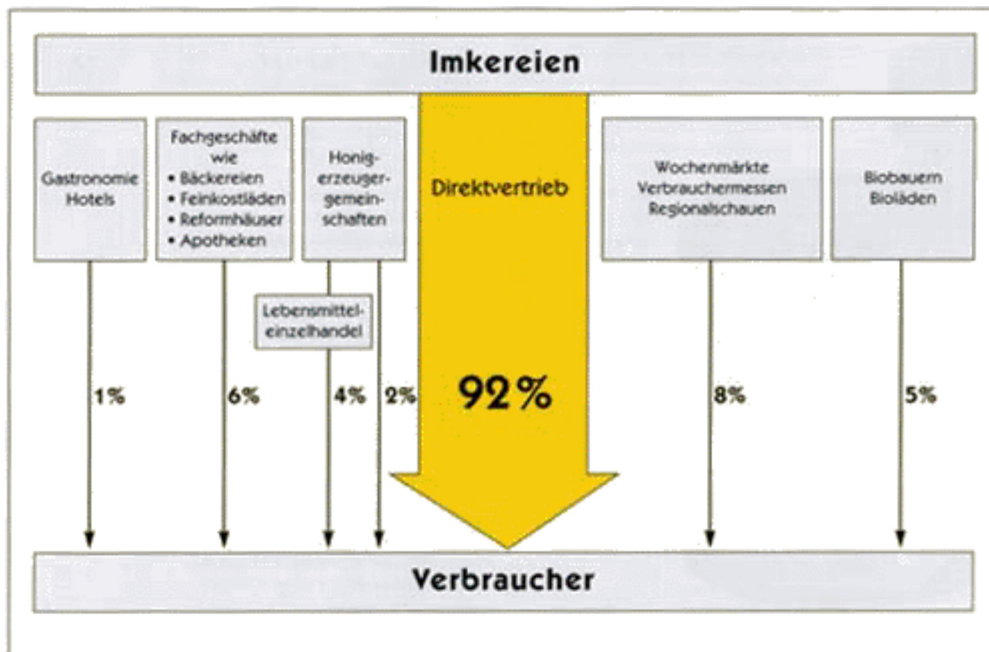 Imkereien
Gastronomie
Hotels
Fachgeschäfte
wie
• Bäckereien
• Feinkostläden
• Reformhäuser
• Apotheken
Honig-
erzeuger-
gemein-
schaften
Direktvertrieb
Wochenmärkte
Verbrauchermessen
Regionalschauen
Biobauern
Bioläden
Lebensmittel-
einzelhandel
1%
6%
4%
2%
92%
8%
5%
Verbraucher